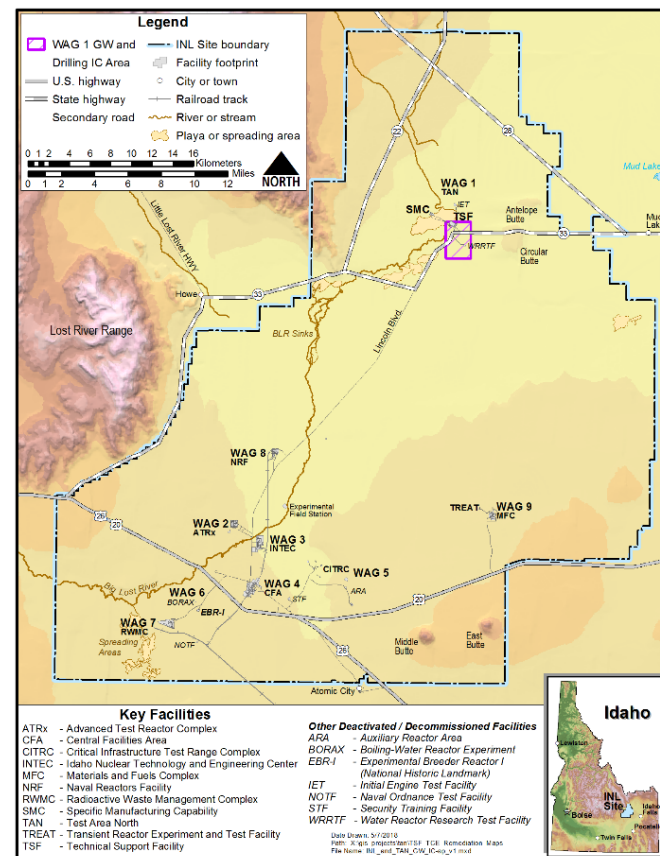 Legend
WAG 1 GW and
Drilling IC Area
U.S. highway
State highway
Secondary road
INL Site boundary
Facility footprint
City or town
Railroad track
River or stream
Playa or spreading area
0 1 2 4 6 8 10 12 14 16
Kilometers
Miles
0 1 2 4 6 8 10 12
NORTH
22
28
Mud Lake
WAG 1
TAN
IET
SMC
TSF
WRRTF
Antelope
Butte
Circular
Butte
33
Mud
Lake
Little Lost River HWY
Howe
33
Lost River Range
BLR Sinks
Lincoln Blvd.
WAG 8
NRF
Experimental
Field Station
WAG 2
ATRx
WAG 3
INTEC
TREAT
WAG 9
MFC
26
20
Big Lost River
CITRC
WAG 5
ARA
WAG 4
CFA
STF
WAG 6
BORAX
EBR-I
WAG 7
RWMC
Spreading
Areas
NOTF
20
26
Middle
Butte
East
Butte
Atomic City
Key Facilities
ATRx - Advanced Test Reactor Complex
CFA - Central Facilities Area
CITRC - Critical Infrastructure Test Range Complex
INTEC - Idaho Nuclear Technology and Engineering Center
MFC - Materials and Fuels Complex
NRF - Naval Reactors Facility
RWMC - Radioactive Waste Management Complex
SMC - Specific Manufacturing Capability
TAN - Test Area North
TREAT - Transient Reactor Experiment and Test Facility
TSF - Technical Support Facility
Other Deactivated / Decommissioned Facilities
ARA - Auxiliary Reactor Area
BORAX - Boiling-Water Reactor Experiment
EBR-I - Experimental Breeder Reactor I
(National Historic Landmark)
IET - Initial Engine Test Facility
NOTF - Naval Ordnance Test Facility
STF - Security Training Facility
WRRTF - Water Reactor Research Test Facility
Date Drawn: 5/7/2018
Idaho
Lewiston
INL
Site
Boise
Idaho
Falls
Pocatello
Twin Falls